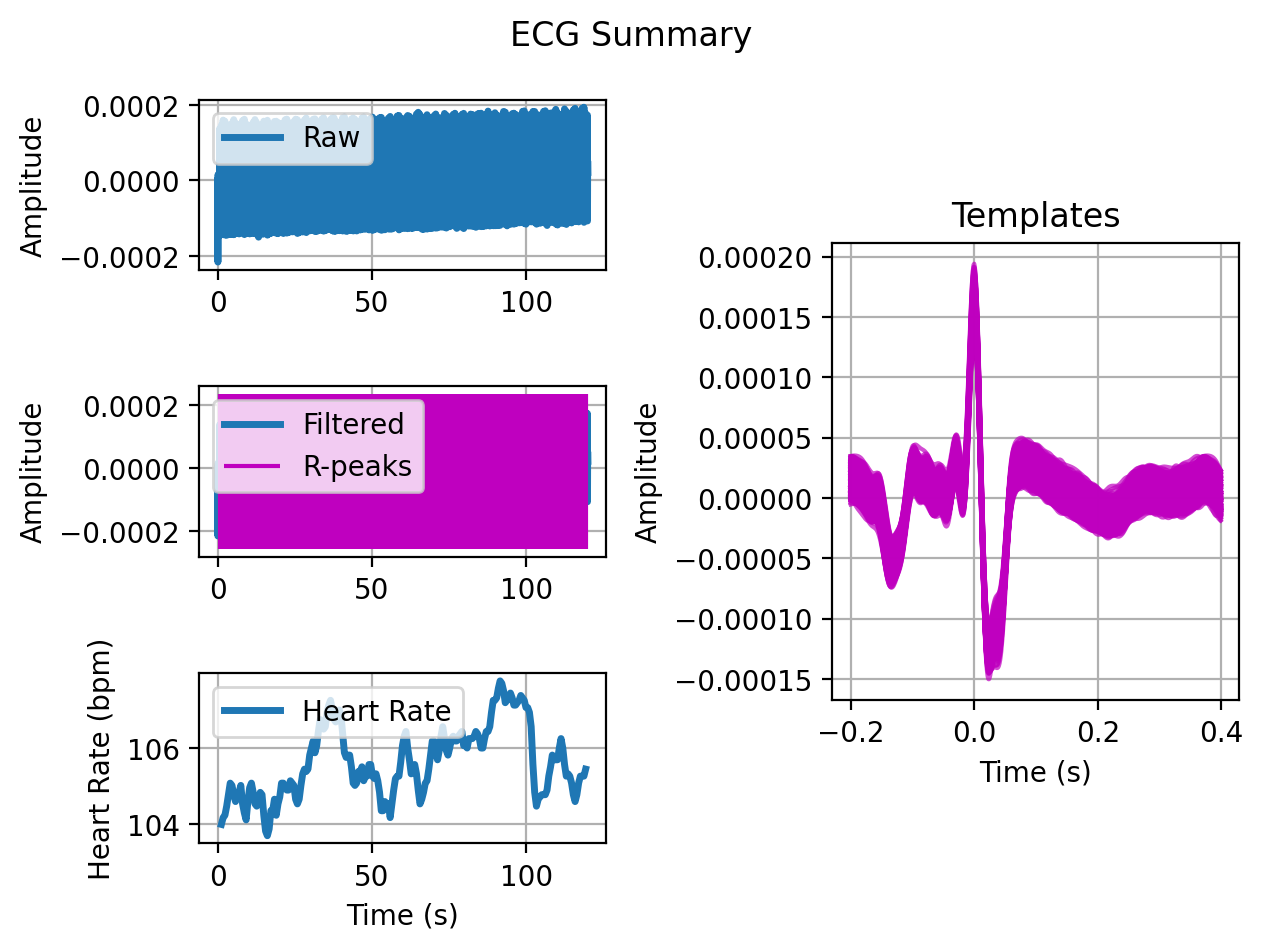 ECG Summary
Amplitude
0.0002
0.0000
−0.0002
Raw
0
50
100
Amplitude
0.0002
0.0000
−0.0002
Filtered
R-peaks
0
50
100
Heart Rate (bpm)
106
104
Heart Rate
0
50
100
Time (s)
Templates
Amplitude
0.00020
0.00015
0.00010
0.00005
0.00000
−0.00005
−0.00010
−0.00015
−0.2
0.0
0.2
0.4
Time (s)